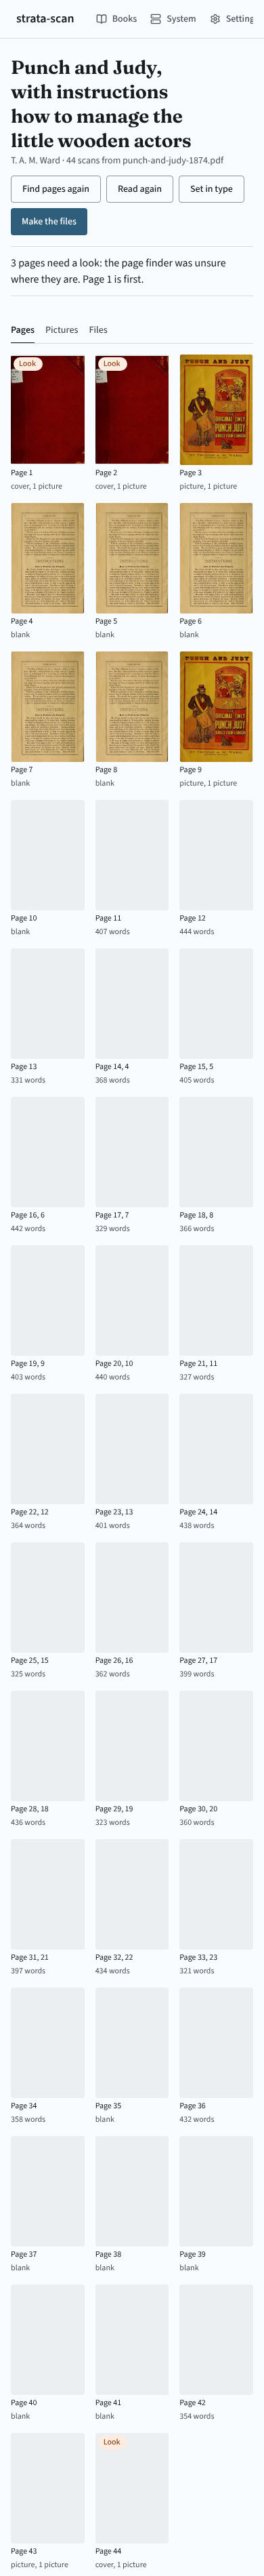 strata-scan
Books
System
Setting
Punch and Judy,
with instructions
how to manage the
little wooden actors
T. A. M. Ward · 44 scans from punch-and-judy-1874.pdf
Find pages again
Read again
Set in type
Make the files
3 pages need a look: the page finder was unsure
where they are. Page 1 is first.
Pages
Pictures
Files
Look
Look
PUNCH AND JUDY
Page 1
Page 2
Page 3
cover, 1 picture
cover, 1 picture
picture, 1 picture
INSTRUCTIONS
INSTRUCTIONS
INSTRUCTIONS
Page 4
Page 5
Page 6
blank
blank
blank
INSTRUCTIONS
INSTRUCTIONS
PUNCH AND JUDY
Page 7
Page 8
Page 9
blank
blank
picture, 1 picture
Page 10
Page 11
Page 12
blank
407 words
444 words
Page 13
Page 14, 4
Page 15, 5
331 words
368 words
405 words
Page 16, 6
Page 17, 7
Page 18, 8
442 words
329 words
366 words
Page 19, 9
Page 20, 10
Page 21, 11
403 words
440 words
327 words
Page 22, 12
Page 23, 13
Page 24, 14
364 words
401 words
438 words
Page 25, 15
Page 26, 16
Page 27, 17
325 words
362 words
399 words
Page 28, 18
Page 29, 19
Page 30, 20
436 words
323 words
360 words
Page 31, 21
Page 32, 22
Page 33, 23
397 words
434 words
321 words
Page 34
Page 35
Page 36
358 words
blank
432 words
Page 37
Page 38
Page 39
blank
blank
blank
Page 40
Page 41
Page 42
blank
blank
354 words
Look
Page 43
Page 44
picture, 1 picture
cover, 1 picture